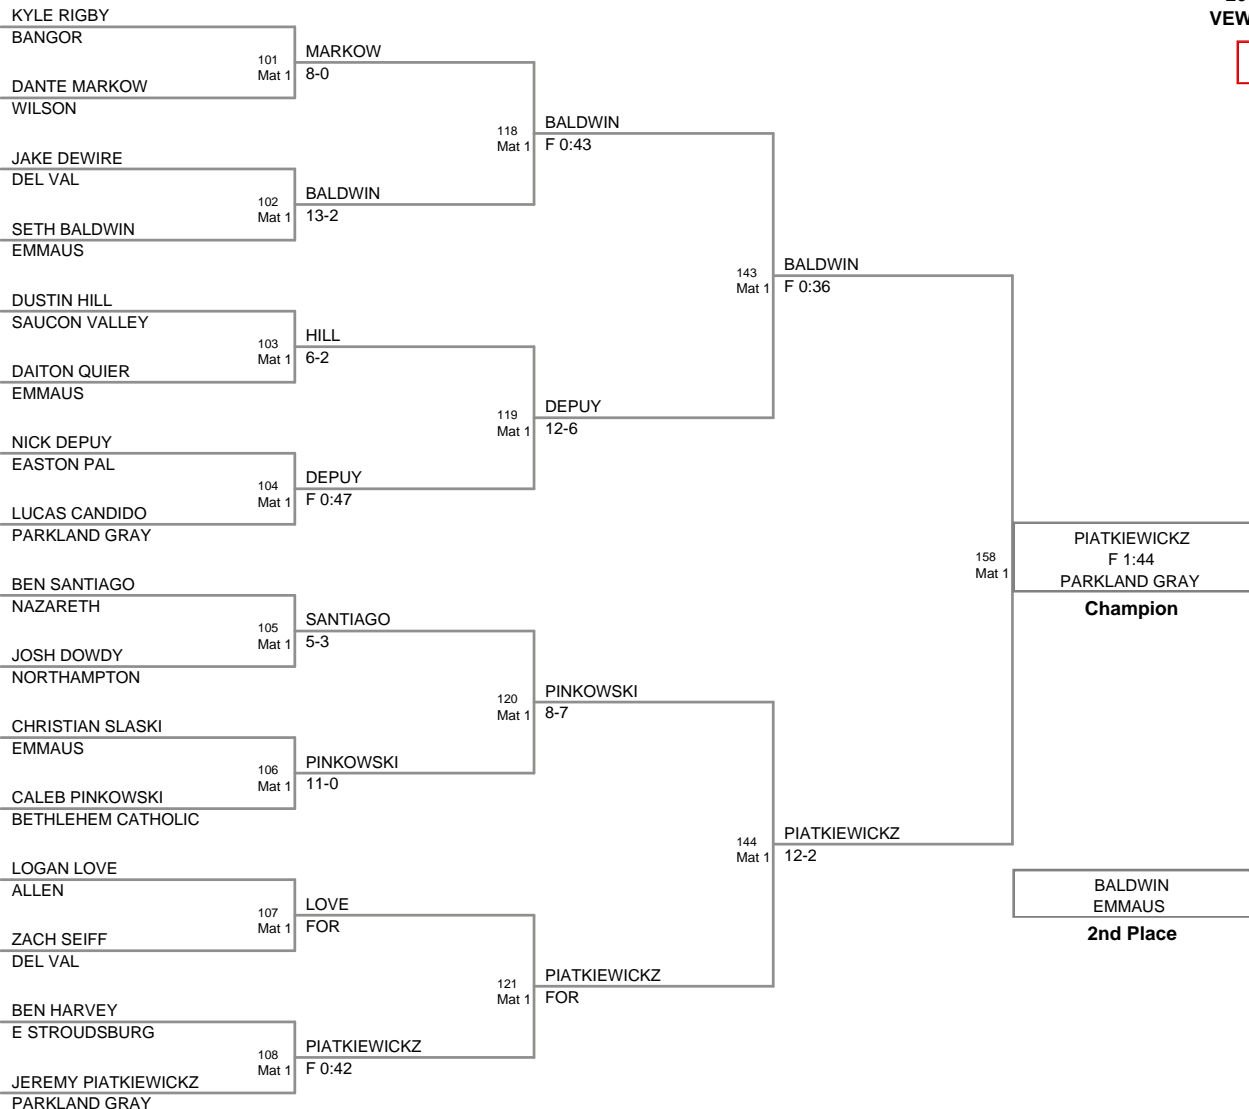 VEW
KYLE RIGBY
BANGOR
101
Mat 1
MARKOW
8-0
DANTE MARKOW
WILSON
118
Mat 1
BALDWIN
F 0:43
JAKE DEWIRE
DEL VAL
102
Mat 1
BALDWIN
13-2
SETH BALDWIN
EMMAUS
143
Mat 1
BALDWIN
F 0:36
DUSTIN HILL
SAUCON VALLEY
103
Mat 1
HILL
6-2
DAITON QUIER
EMMAUS
119
Mat 1
DEPUY
12-6
NICK DEPUY
EASTON PAL
104
Mat 1
DEPUY
F 0:47
LUCAS CANDIDO
PARKLAND GRAY
158
Mat 1
PIATKIEWICKZ
F 1:44
PARKLAND GRAY
Champion
BEN SANTIAGO
NAZARETH
105
Mat 1
SANTIAGO
5-3
JOSH DOWDY
NORTHAMPTON
120
Mat 1
PINKOWSKI
8-7
CHRISTIAN SLASKI
EMMAUS
106
Mat 1
PINKOWSKI
11-0
CALEB PINKOWSKI
BETHLEHEM CATHOLIC
144
Mat 1
PIATKIEWICKZ
12-2
LOGAN LOVE
ALLEN
107
Mat 1
LOVE
FOR
BALDWIN
EMMAUS
2nd Place
ZACH SEIFF
DEL VAL
121
Mat 1
PIATKIEWICKZ
FOR
BEN HARVEY
E STROUDSBURG
108
Mat 1
PIATKIEWICKZ
F 0:42
JEREMY PIATKIEWICKZ
PARKLAND GRAY